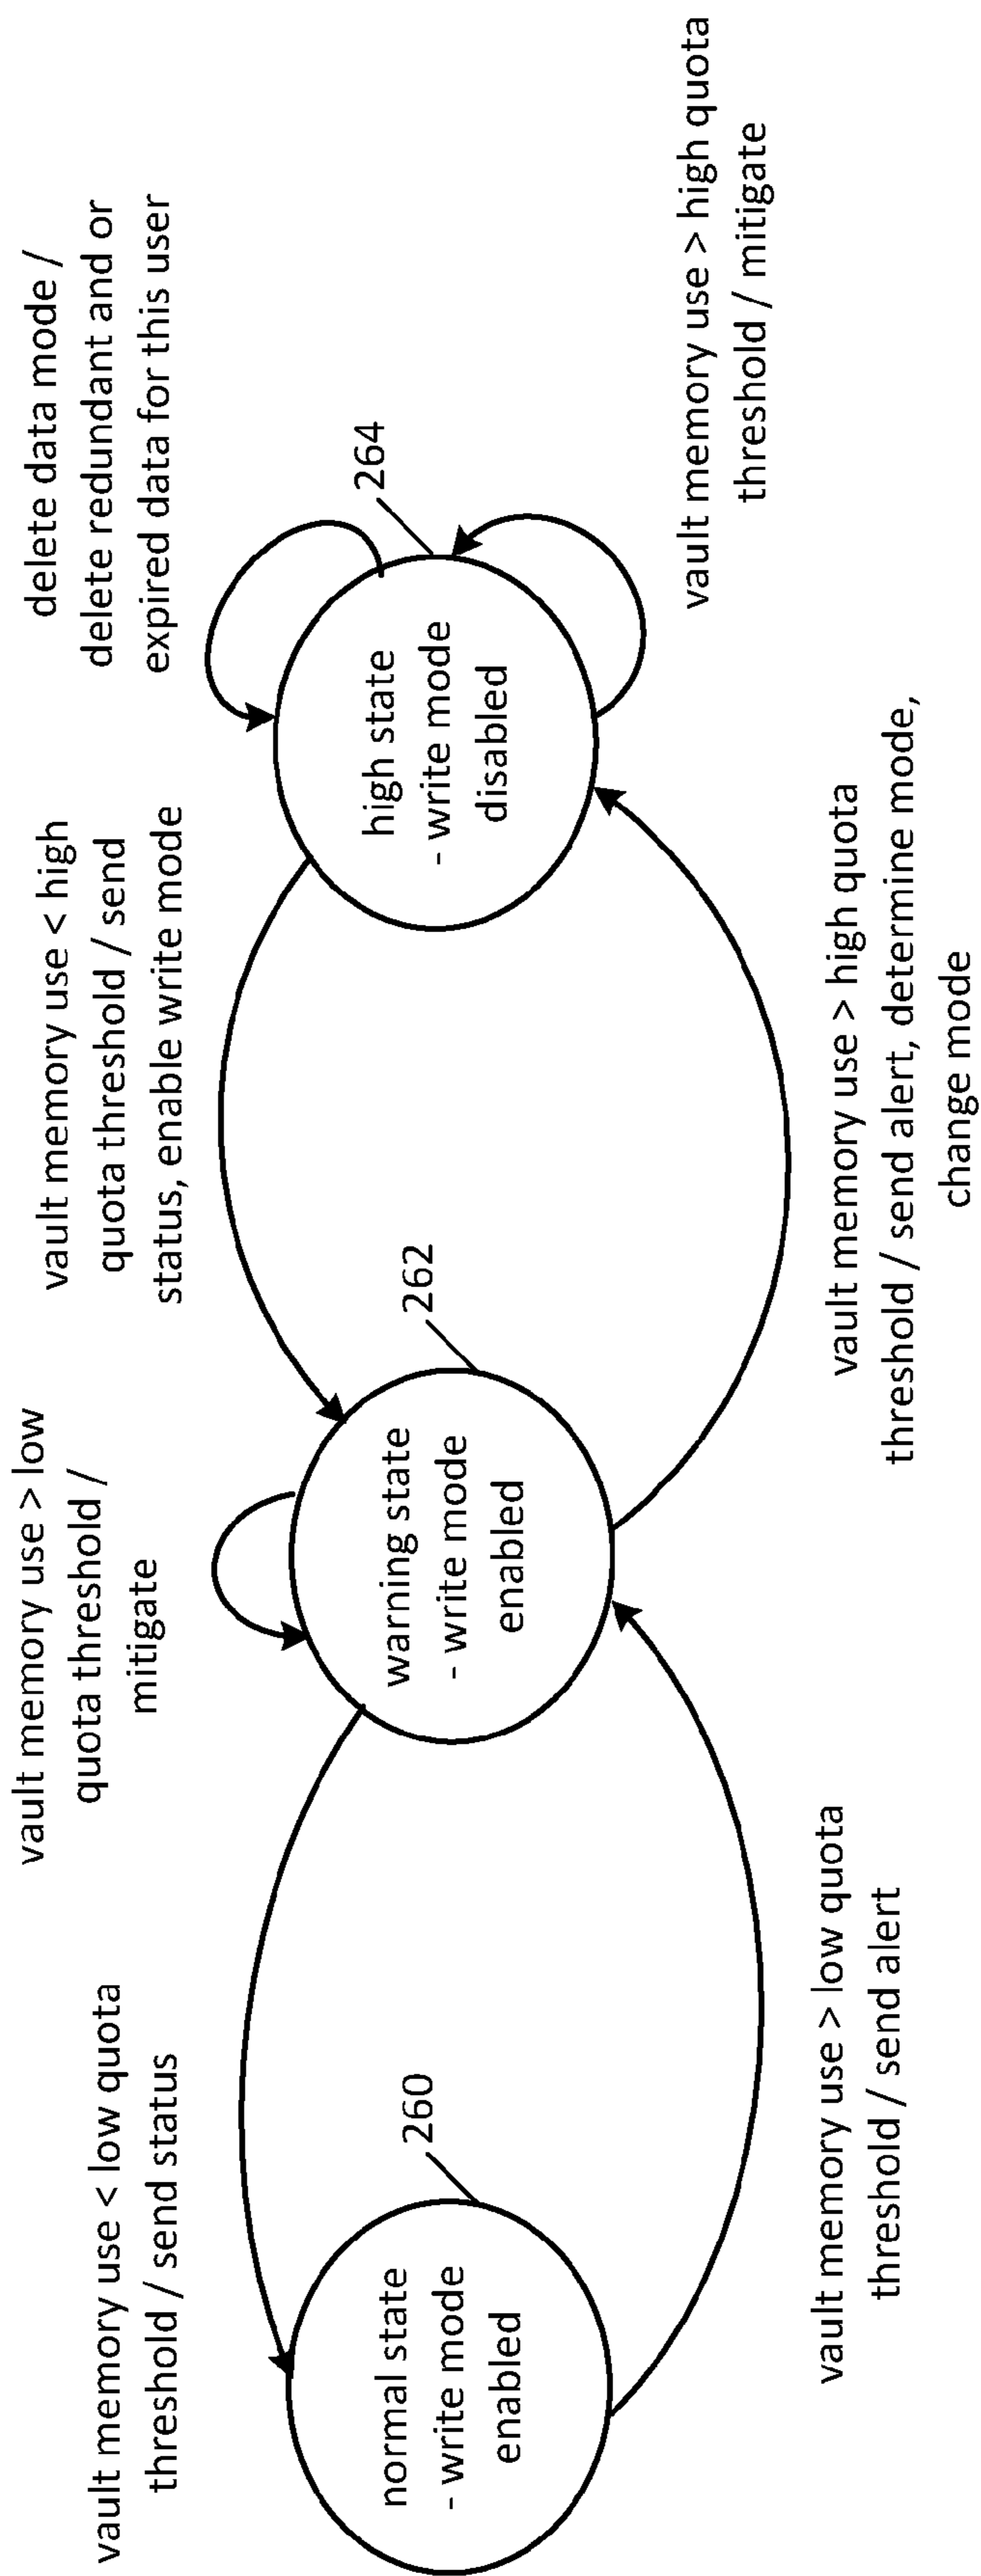 vault memory use < low quota
threshold / send status
vault memory use > low
quota threshold /
mitigate
vault memory use < high
quota threshold / send
status, enable write mode
delete data mode /
delete redundant and or
expired data for this user
260
262
264
normal state
- write mode
enabled
warning state
- write mode
enabled
high state
- write mode
disabled
vault memory use > low quota
threshold / send alert
vault memory use > high quota
threshold / send alert, determine mode,
change mode
vault memory use > high quota
threshold / mitigate